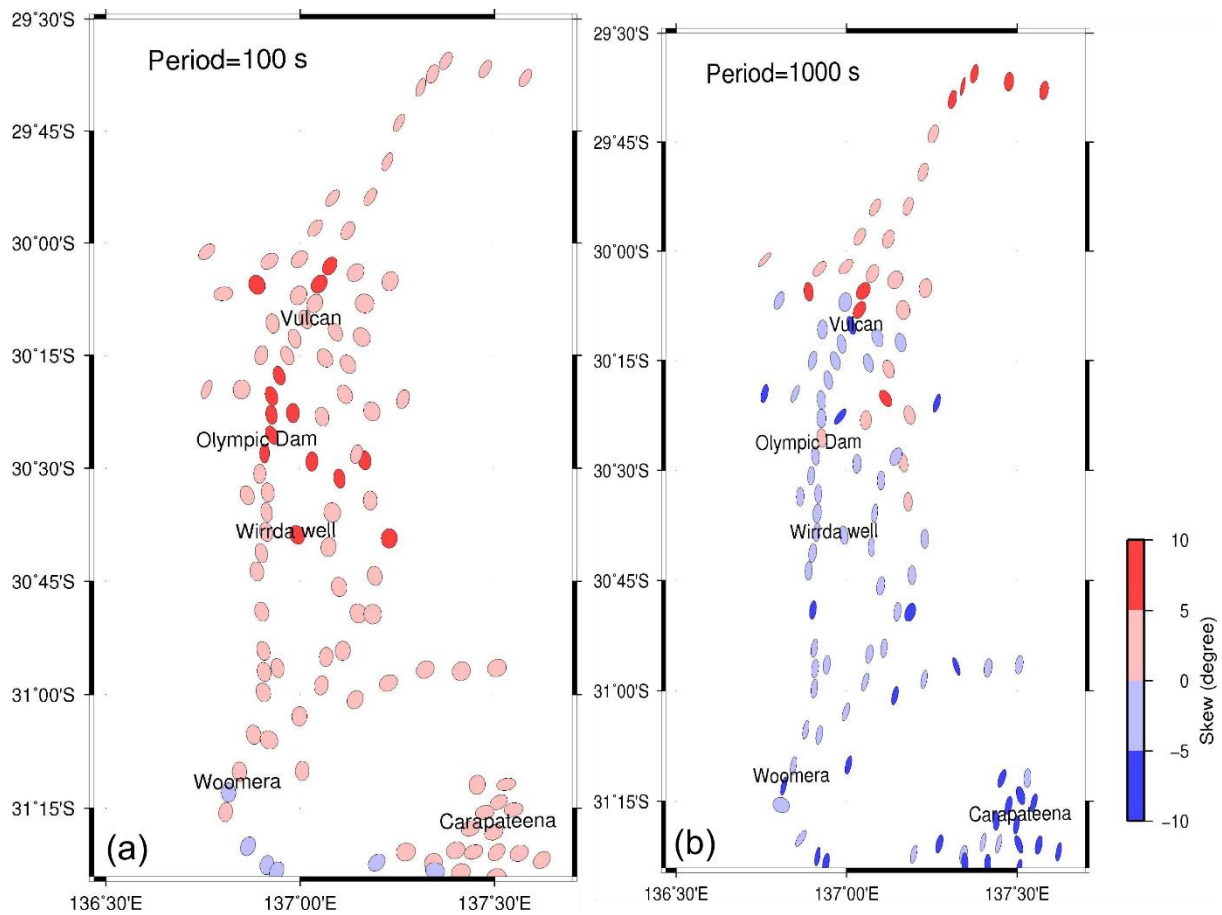 29˚30'S
Period=100 s
29˚45'S
30˚00'S
Vulcan
30˚15'S
Olympic Dam
30˚30'S
Wirrda well
30˚45'S
31˚00'S
Woomera
31˚15'S
Carapateena
(a)
136˚30'E
137˚00'E
137˚30'E
29˚30'S
Period=1000 s
29˚45'S
30˚00'S
Vulcan
30˚15'S
Olympic Dam
30˚30'S
Wirrda well
30˚45'S
31˚00'S
Woomera
31˚15'S
Carapateena
(b)
136˚30'E
137˚00'E
137˚30'E
10
5
0
−5
−10
Skew (degree)